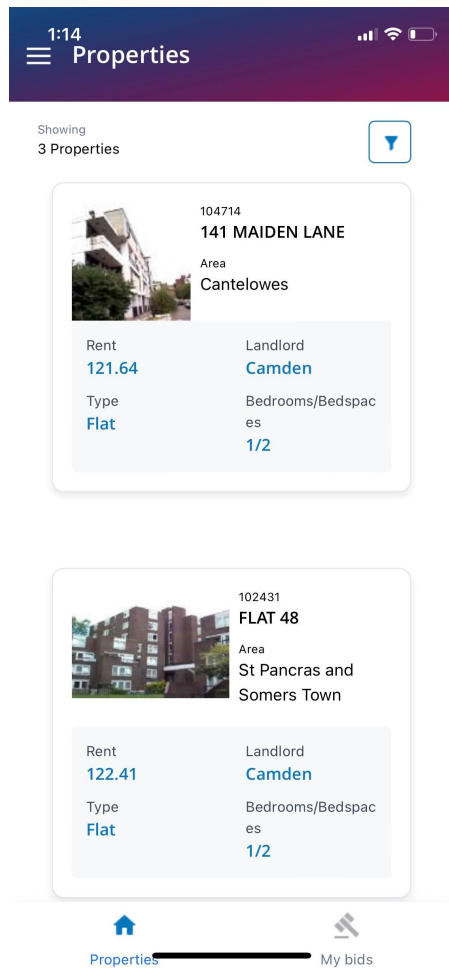 1:14
Properties
Showing
3 Properties
104714
141 MAIDEN LANE
Area
Cantelowes
Rent
121.64
Landlord
Camden
Type
Flat
Bedrooms/Bedspac
es
1/2
102431
FLAT 48
Area
St Pancras and
Somers Town
Rent
122.41
Landlord
Camden
Type
Flat
Bedrooms/Bedspac
es
1/2
Properties
My bids